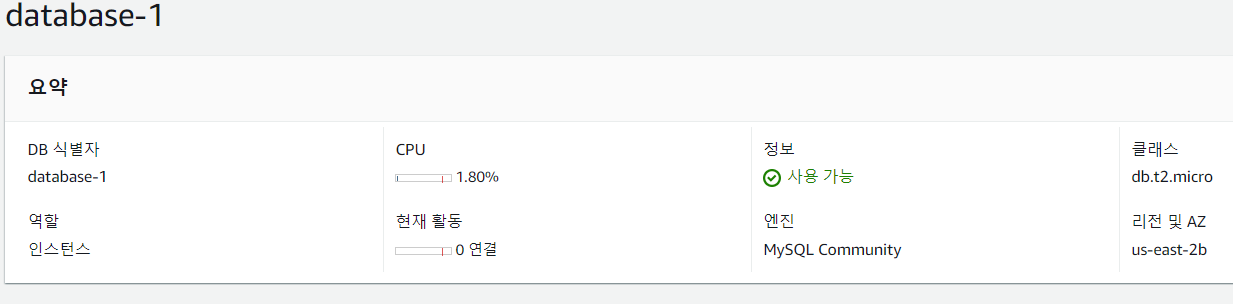 database-1
요약
DB 식별자
database-1
CPU
1.80%
정보
사용 가능
클래스
db.t2.micro
역할
인스턴스
현재 활동
0 연결
엔진
MySQL Community
리전 및 AZ
us-east-2b